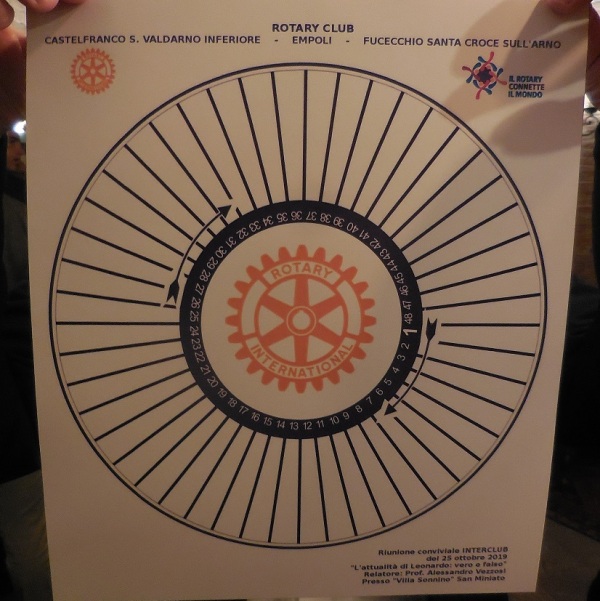 ROTARY CLUB
CASTELFRANCO S. VALDARNO INFERIORE - EMPOLI - FUCECCHIO SANTA CROCE SULL'ARNO
IL ROTARY
CONNETTE
IL MONDO
1 2 3 4 5 6 7 8 9 10 11 12 13 14 15 16 17 18 19 20 21 22 23 24 25 26 27 28 29 30 31 32 33 34 35 36 37 38 39 40 41 42 43 44 45 46 47 48
ROTARY
INTERNATIONAL
Riunione conviviale INTERCLUB
del 25 ottobre 2019
"L'attualità di Leonardo: vero e falso"
Relatore: Prof. Alessandro Vezzosi
Presso "Villa Sonnino" San Miniato